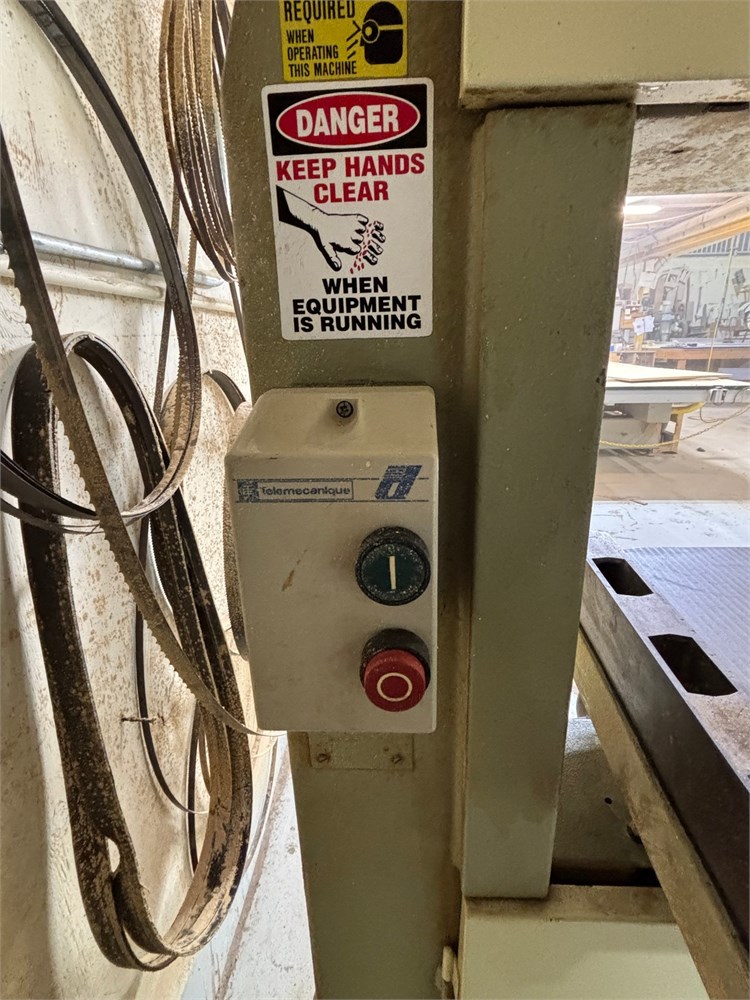 REQUIRED
WHEN
OPERATING
THIS MACHINE
DANGER
KEEP HANDS
CLEAR
WHEN
EQUIPMENT
IS RUNNING
Telemecanique
I
O